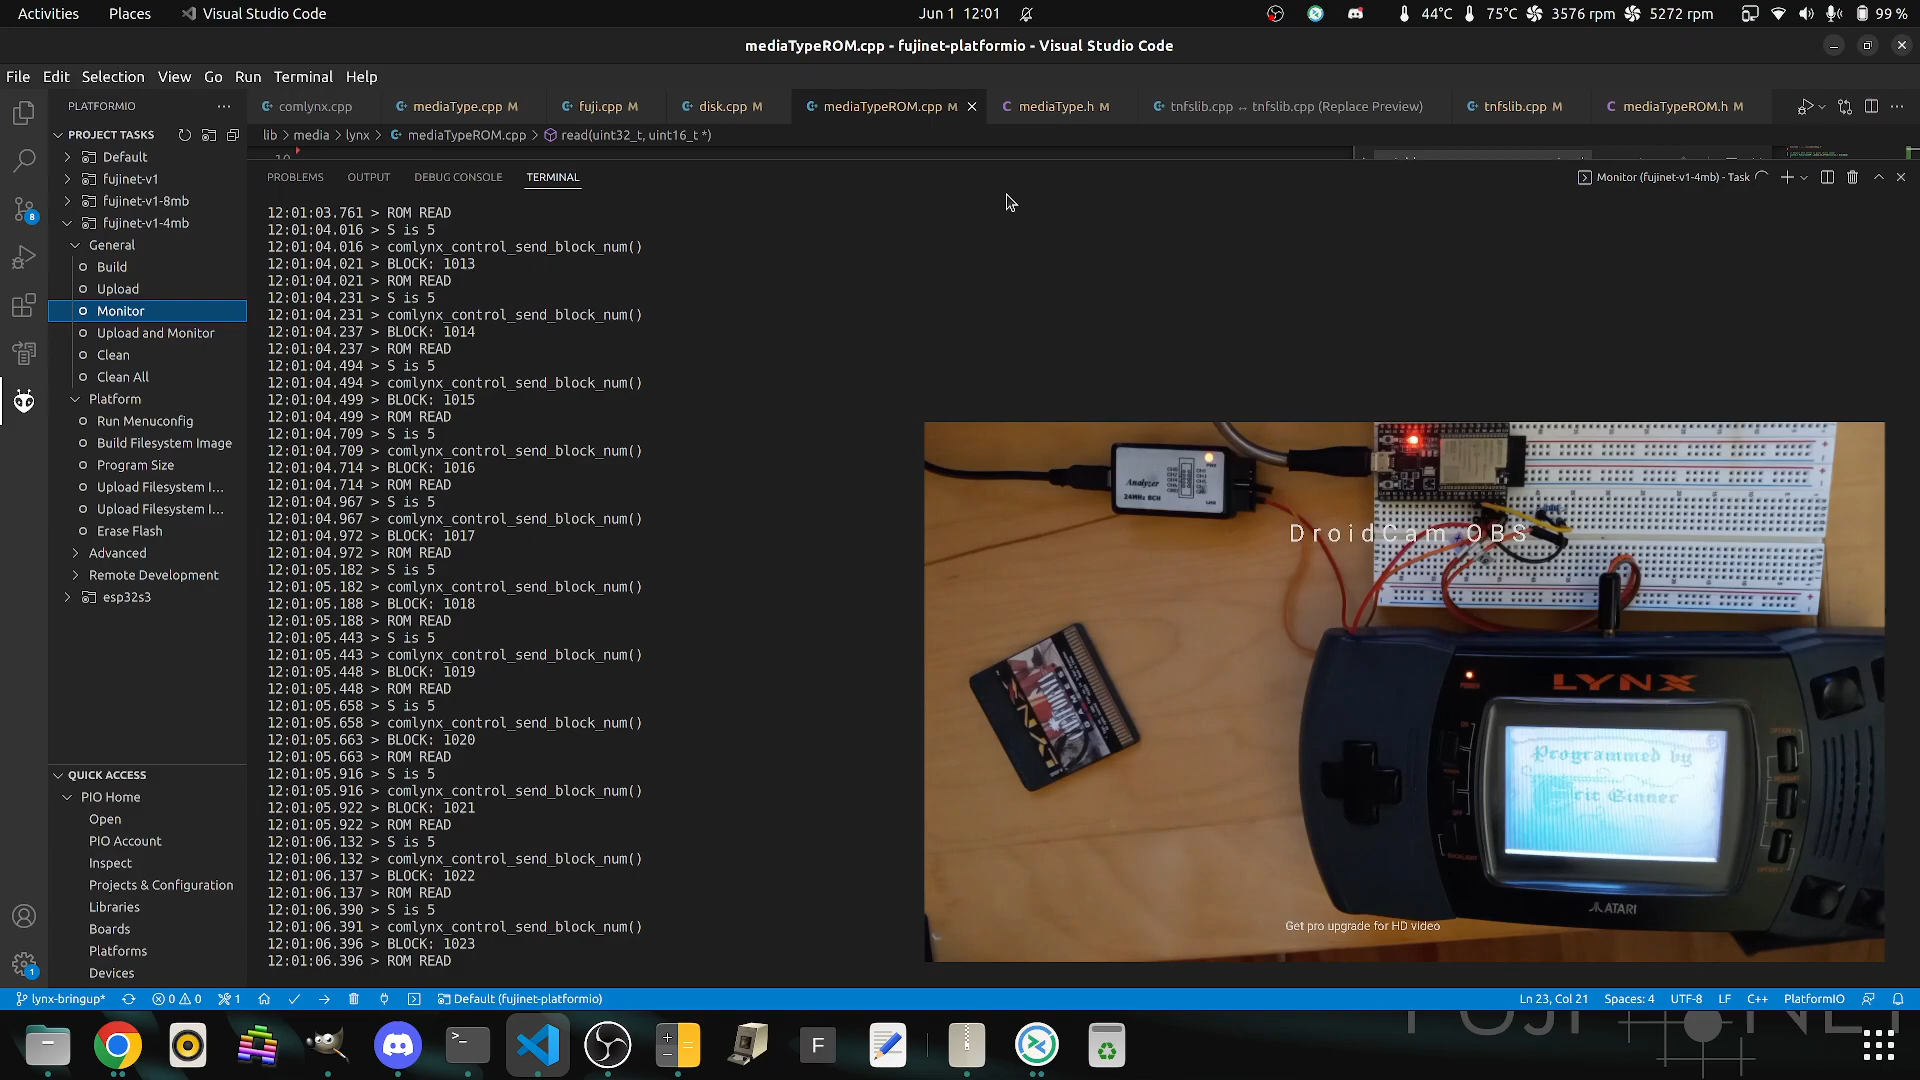 Activities Places Visual Studio Code Jun 1 12:01 44°C 75°C 3576 rpm 5272 rpm 99 %
mediaTypeROM.cpp - fujinet-platformio - Visual Studio Code
File Edit Selection View Go Run Terminal Help
PLATFORMIO ··· comlynx.cpp mediaType.cpp M fuji.cpp M disk.cpp M mediaTypeROM.cpp M mediaType.h M tnfslib.cpp ↔ tnfslib.cpp (Replace Preview) tnfslib.cpp M mediaTypeROM.h M
lib > media > lynx > mediaTypeROM.cpp > read(uint32_t, uint16_t *)
PROJECT TASKS
Default
fujinet-v1
fujinet-v1-8mb
fujinet-v1-4mb
General
Build
Upload
Monitor
Upload and Monitor
Clean
Clean All
Platform
Run Menuconfig
Build Filesystem Image
Program Size
Upload Filesystem I...
Upload Filesystem I...
Erase Flash
Advanced
Remote Development
esp32s3
QUICK ACCESS
PIO Home
Open
PIO Account
Inspect
Projects & Configuration
Libraries
Boards
Platforms
Devices
8
1
PROBLEMS OUTPUT DEBUG CONSOLE TERMINAL Monitor (fujinet-v1-4mb) - Task
12:01:03.761 > ROM READ
12:01:04.016 > S is 5
12:01:04.016 > comlynx_control_send_block_num()
12:01:04.021 > BLOCK: 1013
12:01:04.021 > ROM READ
12:01:04.231 > S is 5
12:01:04.231 > comlynx_control_send_block_num()
12:01:04.237 > BLOCK: 1014
12:01:04.237 > ROM READ
12:01:04.494 > S is 5
12:01:04.494 > comlynx_control_send_block_num()
12:01:04.499 > BLOCK: 1015
12:01:04.499 > ROM READ
12:01:04.709 > S is 5
12:01:04.709 > comlynx_control_send_block_num()
12:01:04.714 > BLOCK: 1016
12:01:04.714 > ROM READ
12:01:04.967 > S is 5
12:01:04.967 > comlynx_control_send_block_num()
12:01:04.972 > BLOCK: 1017
12:01:04.972 > ROM READ
12:01:05.182 > S is 5
12:01:05.182 > comlynx_control_send_block_num()
12:01:05.188 > BLOCK: 1018
12:01:05.188 > ROM READ
12:01:05.443 > S is 5
12:01:05.443 > comlynx_control_send_block_num()
12:01:05.448 > BLOCK: 1019
12:01:05.448 > ROM READ
12:01:05.658 > S is 5
12:01:05.658 > comlynx_control_send_block_num()
12:01:05.663 > BLOCK: 1020
12:01:05.663 > ROM READ
12:01:05.916 > S is 5
12:01:05.916 > comlynx_control_send_block_num()
12:01:05.922 > BLOCK: 1021
12:01:05.922 > ROM READ
12:01:06.132 > S is 5
12:01:06.132 > comlynx_control_send_block_num()
12:01:06.137 > BLOCK: 1022
12:01:06.137 > ROM READ
12:01:06.390 > S is 5
12:01:06.391 > comlynx_control_send_block_num()
12:01:06.396 > BLOCK: 1023
12:01:06.396 > ROM READ
Analyzer
24MHz 8CH
DroidCam OBS
LYNX
POWER
Programmed by
ATARI
Get pro upgrade for HD video
lynx-bringup* 0 0 1 Default (fujinet-platformio) Ln 23, Col 21 Spaces: 4 UTF-8 LF C++ PlatformIO
F